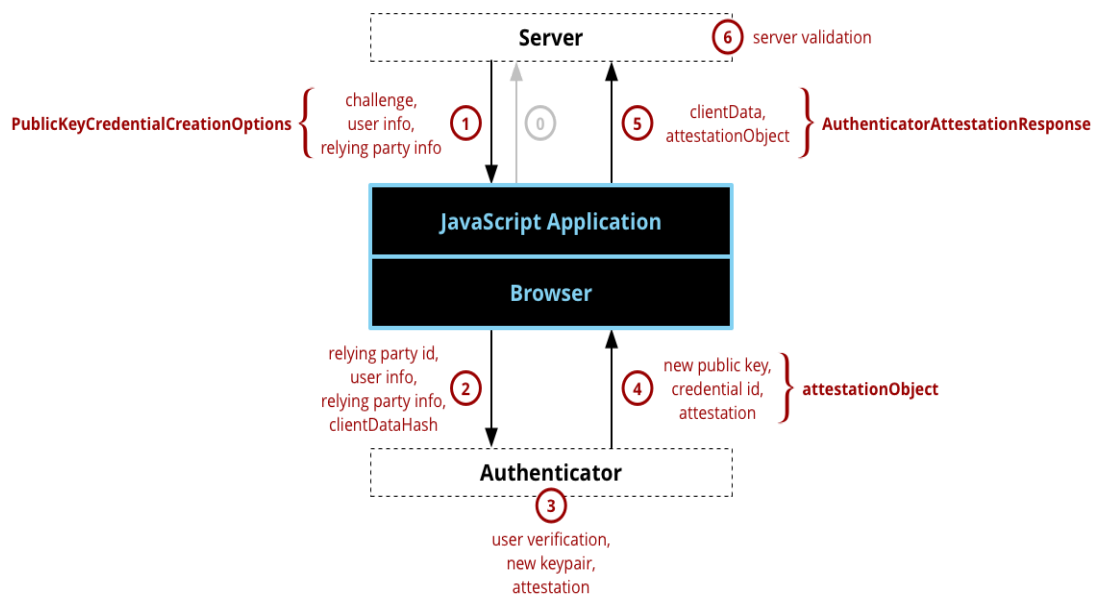 Server
6
server validation
PublicKeyCredentialCreationOptions
challenge,
user info,
relying party info
1
0
5
clientData,
attestationObject
AuthenticatorAttestationResponse
JavaScript Application
Browser
relying party id,
user info,
relying party info,
clientDataHash
2
4
new public key,
credential id,
attestation
attestationObject
Authenticator
3
user verification,
new keypair,
attestation